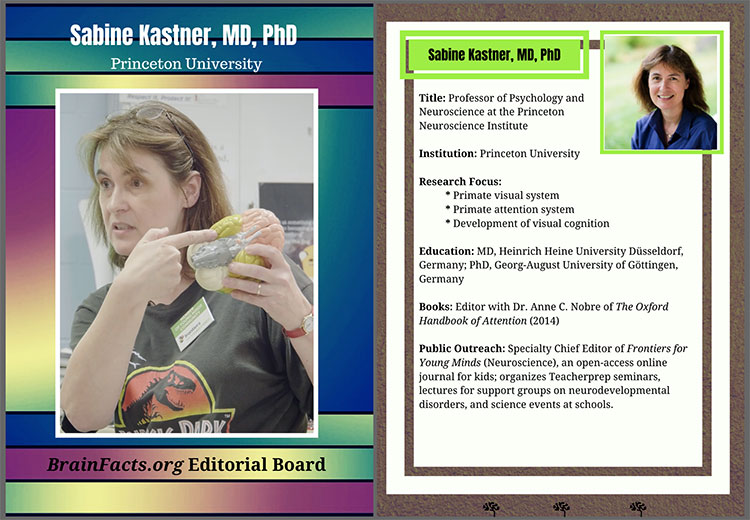 Sabine Kastner, MD, PhD
Princeton University
BrainFacts.org Editorial Board
Sabine Kastner, MD, PhD
Title: Professor of Psychology and
Neuroscience at the Princeton
Neuroscience Institute
Institution: Princeton University
Research Focus:
* Primate visual system
* Primate attention system
* Development of visual cognition
Education: MD, Heinrich Heine University Düsseldorf,
Germany; PhD, Georg-August University of Göttingen,
Germany
Books: Editor with Dr. Anne C. Nobre of The Oxford
Handbook of Attention (2014)
Public Outreach: Specialty Chief Editor of Frontiers for
Young Minds (Neuroscience), an open-access online
journal for kids; organizes Teacherprep seminars,
lectures for support groups on neurodevelopmental
disorders, and science events at schools.